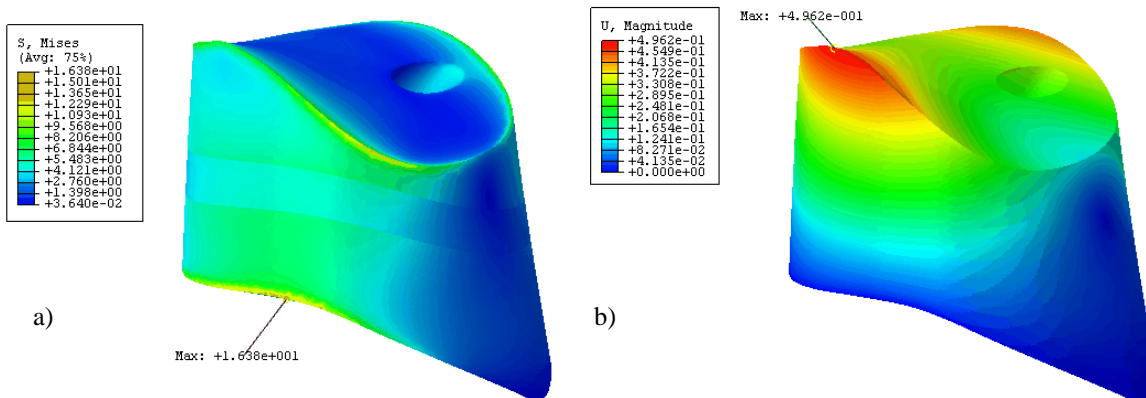 S, Mises
(Avg: 75%)
+1.638e+01
+1.501e+01
+1.365e+01
+1.229e+01
+1.093e+01
+9.568e+00
+8.206e+00
+6.844e+00
+5.483e+00
+4.121e+00
+2.760e+00
+1.398e+00
+3.640e-02
a)
Max: +1.638e+001
Max: +4.962e-001
U, Magnitude
+4.962e-01
+4.549e-01
+4.135e-01
+3.722e-01
+3.308e-01
+2.895e-01
+2.481e-01
+2.068e-01
+1.654e-01
+1.241e-01
+8.271e-02
+4.135e-02
+0.000e+00
b)